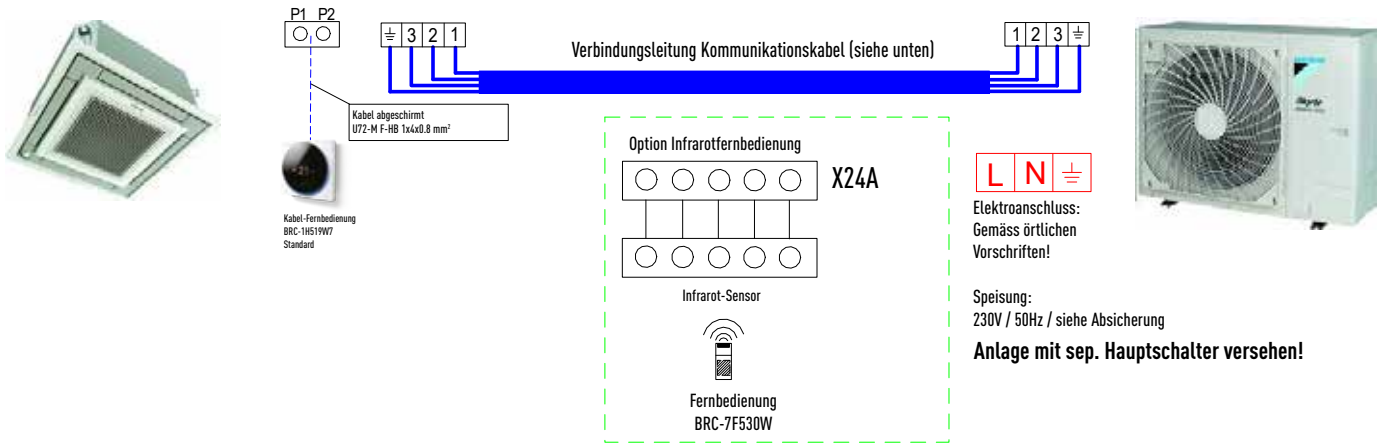 P1 P2
3 2 1
Verbindungsleitung Kommunikationskabel (siehe unten)
1 2 3
Kabel abgeschirmt
U72-M F-HB 1x4x0.8 mm²
Kabel-Fernbedienung
BRC-1H519W7
Standard
Option Infrarotfernbedienung
X24A
Infrarot-Sensor
Fernbedienung
BRC-7F530W
L N
Elektroanschluss:
Gemäss örtlichen
Vorschriften!
Speisung:
230V / 50Hz / siehe Absicherung
Anlage mit sep. Hauptschalter versehen!